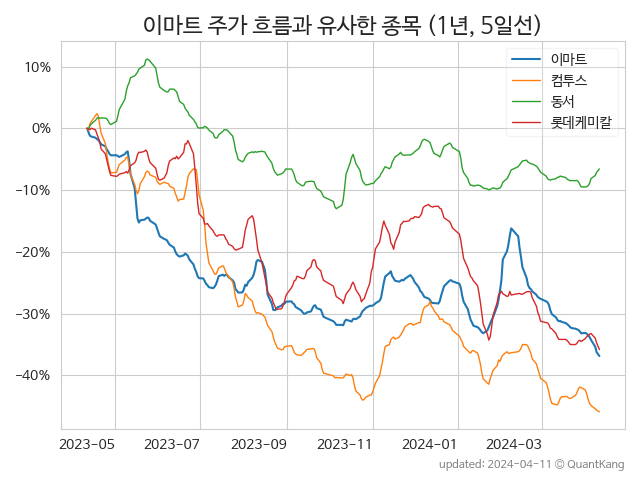 이마트 주가 흐름과 유사한 종목 (1년, 5일선)
이마트
컴투스
동서
롯데케미칼
10%
0%
−10%
−20%
−30%
−40%
2023-05 2023-07 2023-09 2023-11 2024-01 2024-03
updated: 2024-04-11 © QuantKang